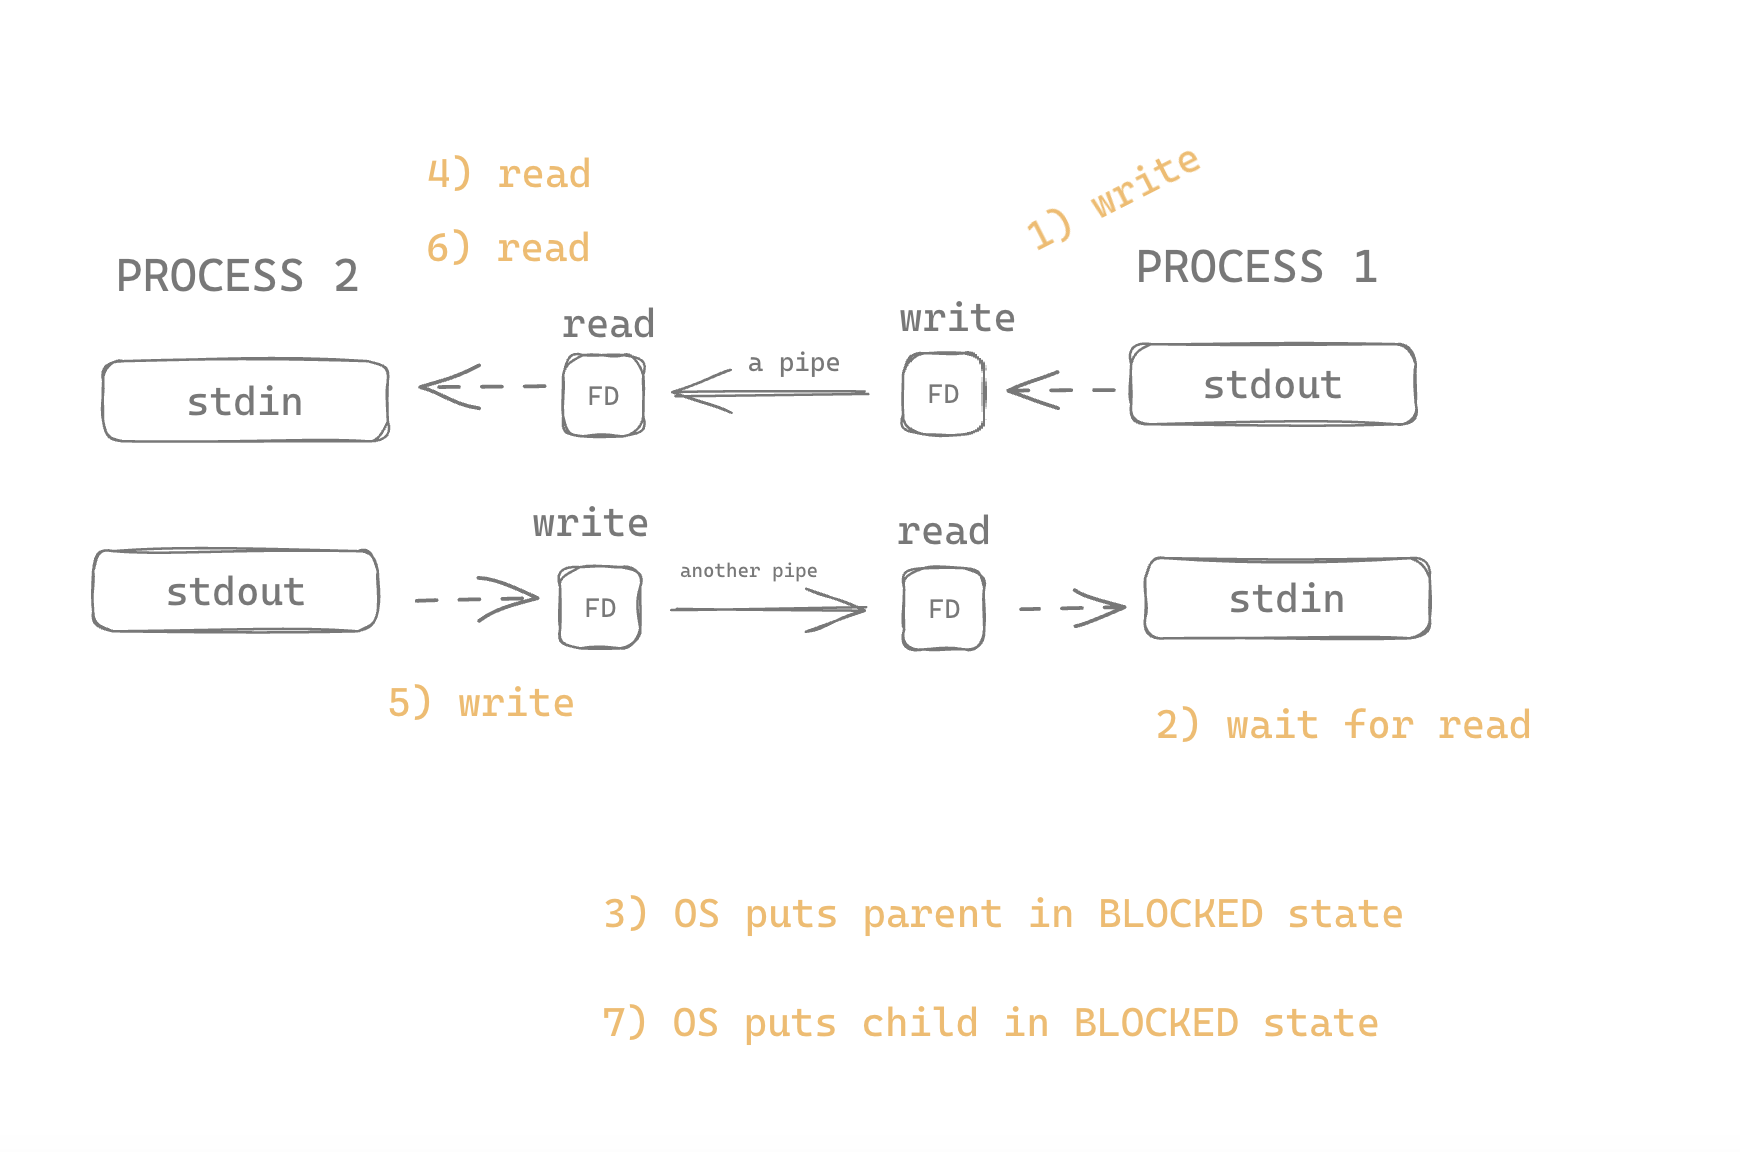 4) read
1) write
6) read
PROCESS 2
PROCESS 1
read
write
a pipe
stdin
FD
FD
stdout
write
another pipe
read
stdout
FD
FD
stdin
5) write
2) wait for read
3) OS puts parent in BLOCKED state
7) OS puts child in BLOCKED state